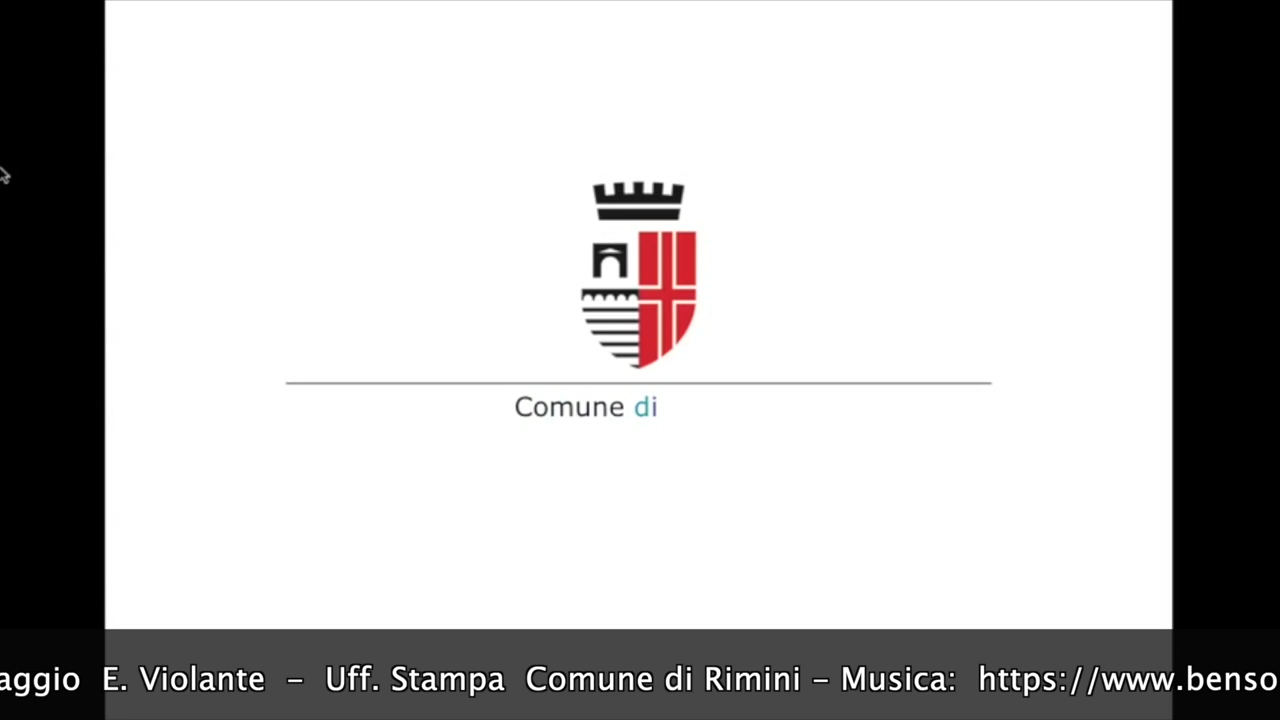 Comune di
aggio E. Violante – Uff. Stampa Comune di Rimini – Musica: https://www.benso